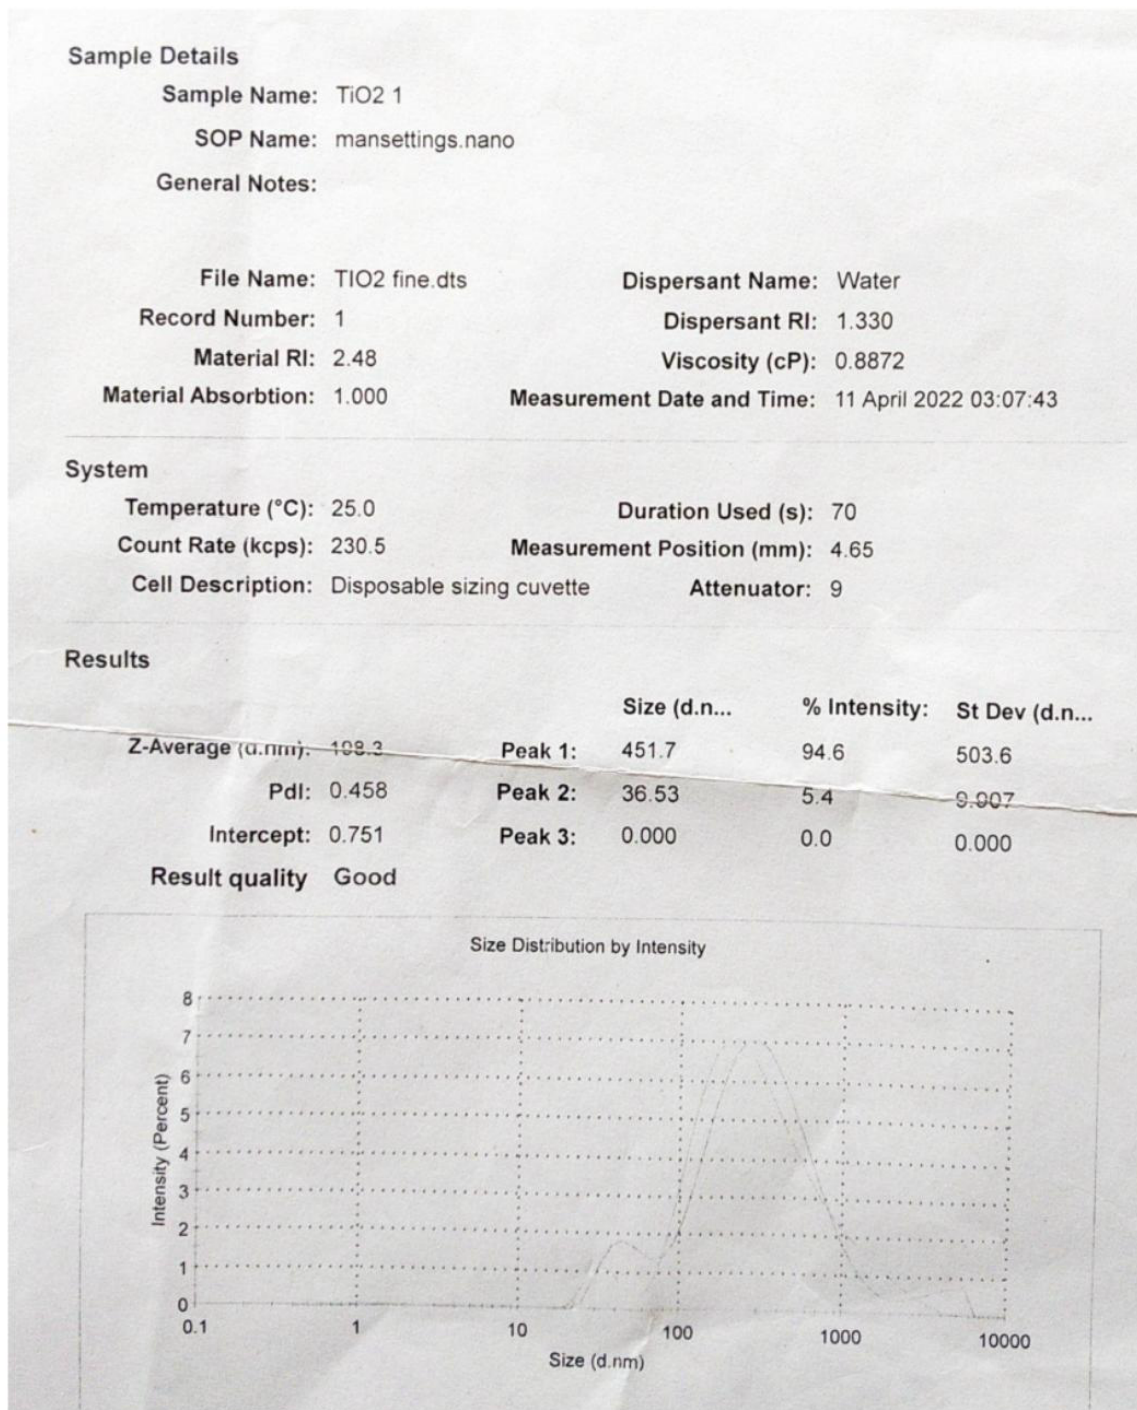 Sample Details
Sample Name: TiO2 1
SOP Name: mansettings.nano
General Notes:
File Name: TIO2 fine.dts Dispersant Name: Water
Record Number: 1 Dispersant RI: 1.330
Material RI: 2.48 Viscosity (cP): 0.8872
Material Absorbtion: 1.000 Measurement Date and Time: 11 April 2022 03:07:43
System
Temperature (°C): 25.0 Duration Used (s): 70
Count Rate (kcps): 230.5 Measurement Position (mm): 4.65
Cell Description: Disposable sizing cuvette Attenuator: 9
Results
Size (d.n... % Intensity: St Dev (d.n...
Z-Average (d.nm): Peak 1: 451.7 94.6 503.6
PdI: 0.458 Peak 2: 36.53 5.4
Intercept: 0.751 Peak 3: 0.000 0.0 0.000
Result quality Good
Size Distribution by Intensity
8
7
6
5
4
3
2
1
0
Intensity (Percent)
0.1 1 10 100 1000 10000
Size (d.nm)